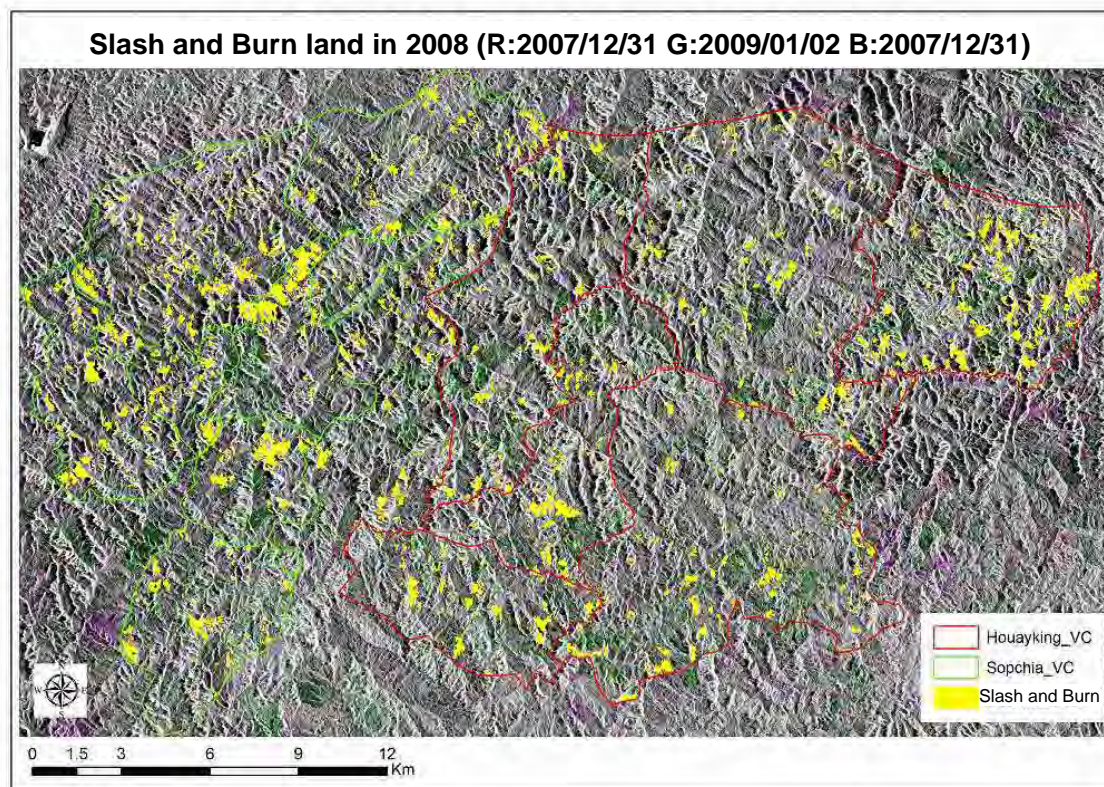 Slash and Burn land in 2008 (R:2007/12/31 G:2009/01/02 B:2007/12/31)
N
W
E
S
Houayking_VC
Sopchia_VC
Slash and Burn
0 1.5 3 6 9 12
Km